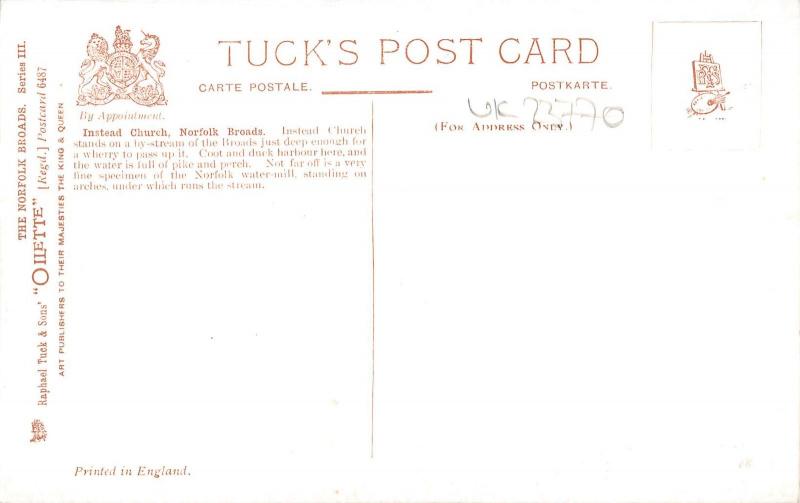 TUCK'S POST CARD
CARTE POSTALE.
POSTKARTE.
By Appointment.
(For Address Only.)
UK 22770
Instead Church, Norfolk Broads. Instead Church
stands on a by-stream of the Broads just deep enough for
a wherry to pass up it. Coot and duck harbour here, and
the water is full of pike and perch. Not far off is a very
fine specimen of the Norfolk water-mill, standing on
arches, under which runs the stream.
THE NORFOLK BROADS. Series III.
Raphael Tuck & Sons' "OILETTE" [Regd.] Postcard 6487
ART PUBLISHERS TO THEIR MAJESTIES THE KING & QUEEN
Printed in England.